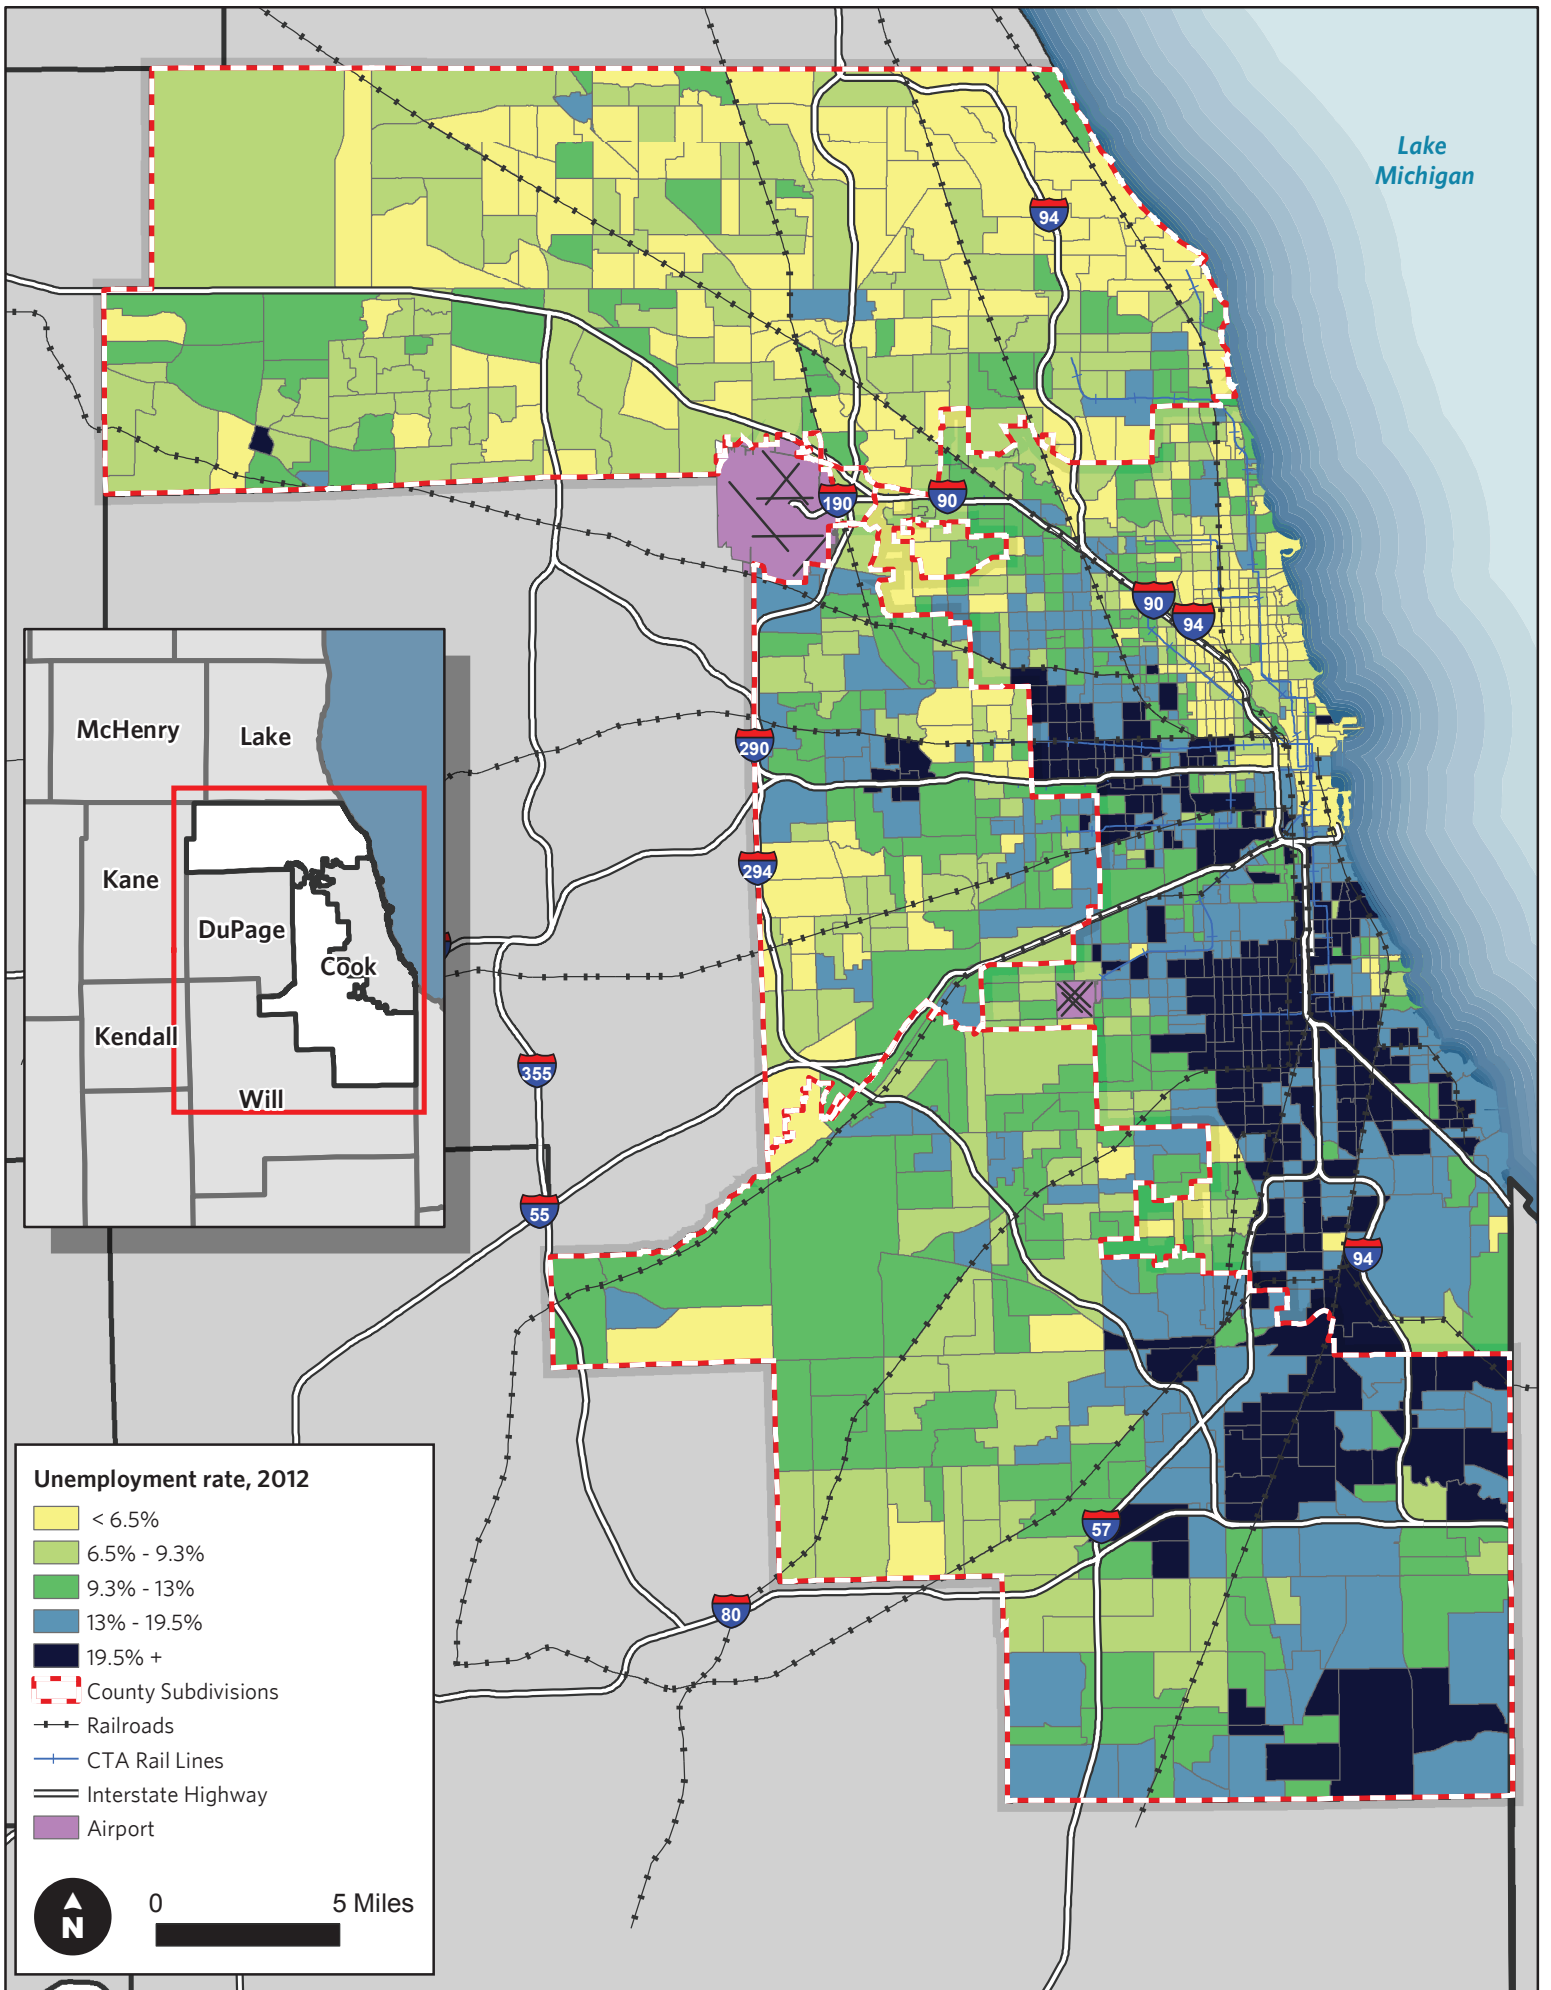 Lake
Michigan
94
190
90
90
94
290
294
355
55
94
57
80
McHenry
Lake
Kane
DuPage
Cook
Kendall
Will
Unemployment rate, 2012
< 6.5%
6.5% - 9.3%
9.3% - 13%
13% - 19.5%
19.5% +
County Subdivisions
Railroads
CTA Rail Lines
Interstate Highway
Airport
N
0 5 Miles